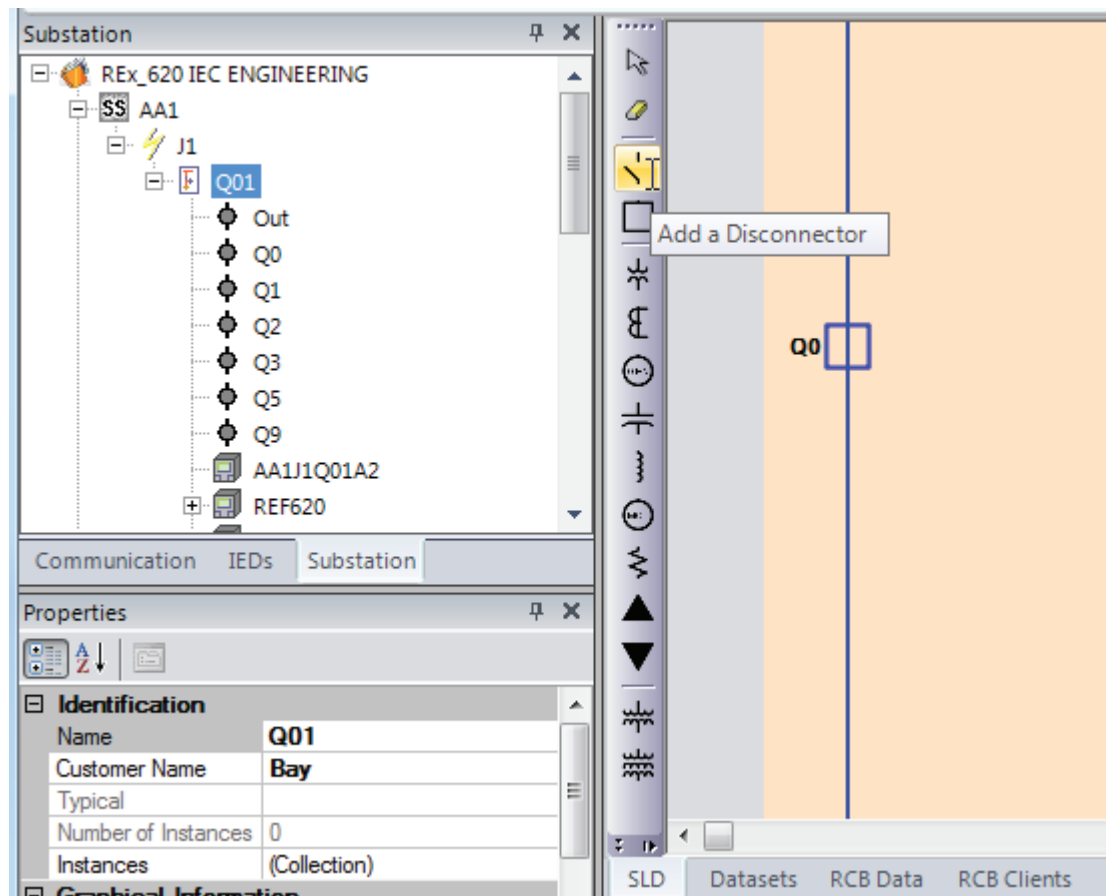 Substation
REx_620 IEC ENGINEERING
SS AA1
J1
Q01
Out
Q0
Q1
Q2
Q3
Q5
Q9
AA1J1Q01A2
REF620
Communication IEDs Substation
Properties
A Z
Identification
Name Q01
Customer Name Bay
Typical
Number of Instances 0
Instances (Collection)
Graphical Information
Add a Disconnector
Q0
SLD Datasets RCB Data RCB Clients